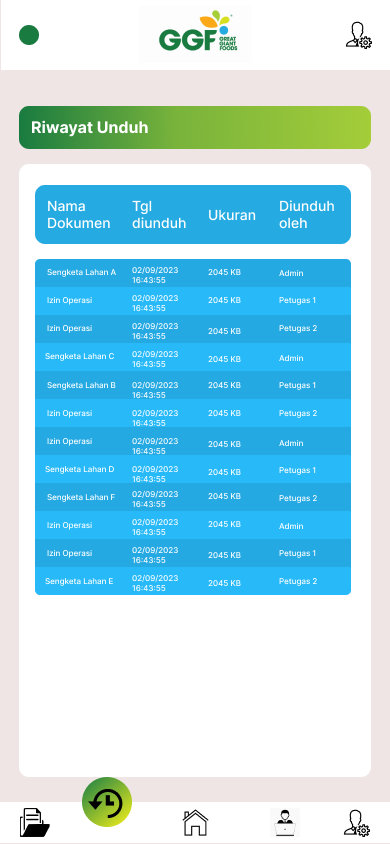 GGF
GREAT
GIANT
FOODS
Riwayat Unduh
Nama Dokumen Tgl diunduh Ukuran Diunduh oleh
Sengketa Lahan A 02/09/2023 16:43:55 2045 KB Admin
Izin Operasi 02/09/2023 16:43:55 2045 KB Petugas 1
Izin Operasi 02/09/2023 16:43:55 2045 KB Petugas 2
Sengketa Lahan C 02/09/2023 16:43:55 2045 KB Admin
Sengketa Lahan B 02/09/2023 16:43:55 2045 KB Petugas 1
Izin Operasi 02/09/2023 16:43:55 2045 KB Petugas 2
Izin Operasi 02/09/2023 16:43:55 2045 KB Admin
Sengketa Lahan D 02/09/2023 16:43:55 2045 KB Petugas 1
Sengketa Lahan F 02/09/2023 16:43:55 2045 KB Petugas 2
Izin Operasi 02/09/2023 16:43:55 2045 KB Admin
Izin Operasi 02/09/2023 16:43:55 2045 KB Petugas 1
Sengketa Lahan E 02/09/2023 16:43:55 2045 KB Petugas 2